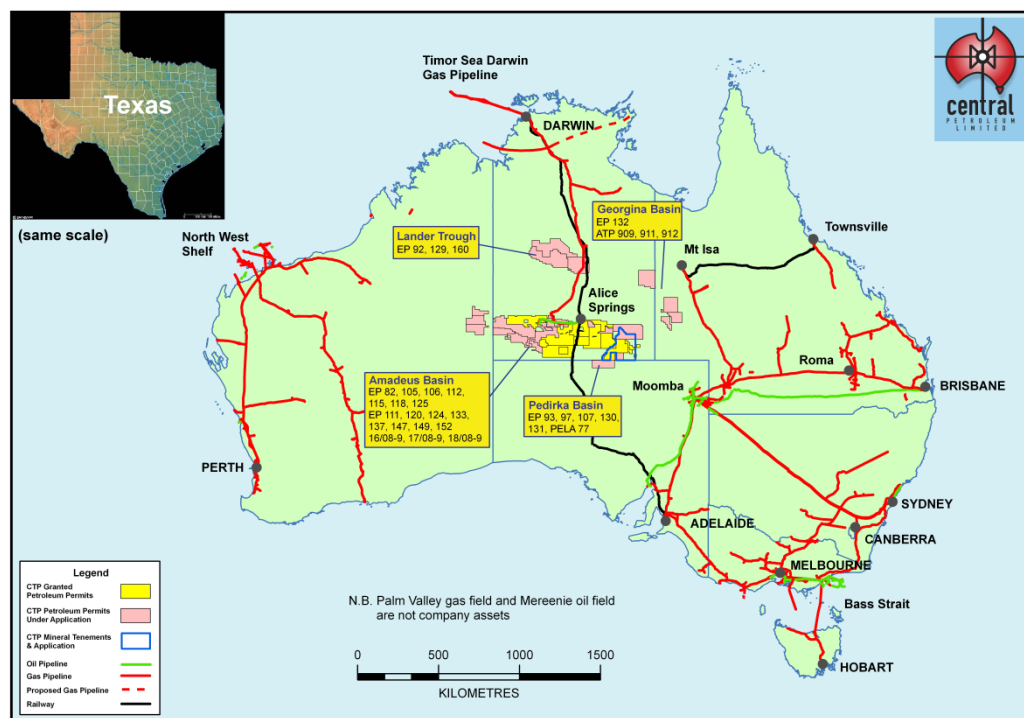 Texas
(same scale)
central
PETROLEUM
LIMITED
Timor Sea Darwin
Gas Pipeline
DARWIN
Georgina Basin
EP 132
ATP 909, 911, 912
Lander Trough
EP 92, 129, 160
North West
Shelf
Mt Isa
Townsville
Alice
Springs
Amadeus Basin
EP 82, 105, 106, 112,
115, 118, 125
EP 111, 120, 124, 133,
137, 147, 149, 152
16/08-9, 17/08-9, 18/08-9
Pedirka Basin
EP 93, 97, 107, 130,
131, PELA 77
Moomba
Roma
BRISBANE
PERTH
ADELAIDE
SYDNEY
CANBERRA
MELBOURNE
Bass Strait
HOBART
Legend
CTP Granted
Petroleum Permits
CTP Petroleum Permits
Under Application
CTP Mineral Tenements
& Application
Oil Pipeline
Gas Pipeline
Proposed Gas Pipeline
Railway
N.B. Palm Valley gas field and Mereenie oil field
are not company assets
0 500 1000 1500
KILOMETRES